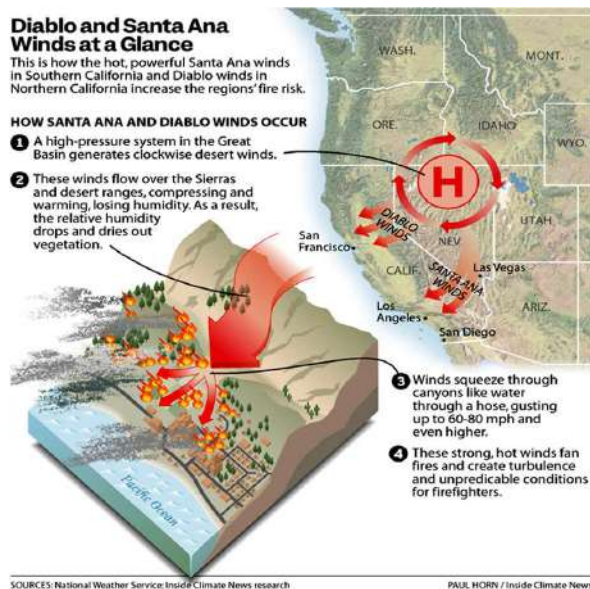 Diablo and Santa Ana
Winds at a Glance
This is how the hot, powerful Santa Ana winds
in Southern California and Diablo winds in
Northern California increase the regions' fire risk.
HOW SANTA ANA AND DIABLO WINDS OCCUR
1 A high-pressure system in the Great
Basin generates clockwise desert winds.
2 These winds flow over the Sierras
and desert ranges, compressing and
warming, losing humidity. As a result,
the relative humidity
drops and dries out
vegetation.
WASH.
MONT.
ORE.
IDAHO
WYO.
H
DIABLO
WINDS
UTAH
San
Francisco
NEV.
CALIF.
SANTA ANA
WINDS
Las Vegas
Los
Angeles
ARIZ.
San Diego
3 Winds squeeze through
canyons like water
through a hose, gusting
up to 60-80 mph and
even higher.
4 These strong, hot winds fan
fires and create turbulence
and unpredicable conditions
for firefighters.
Pacific Ocean
SOURCES: National Weather Service; Inside Climate News research
PAUL HORN / Inside Climate News